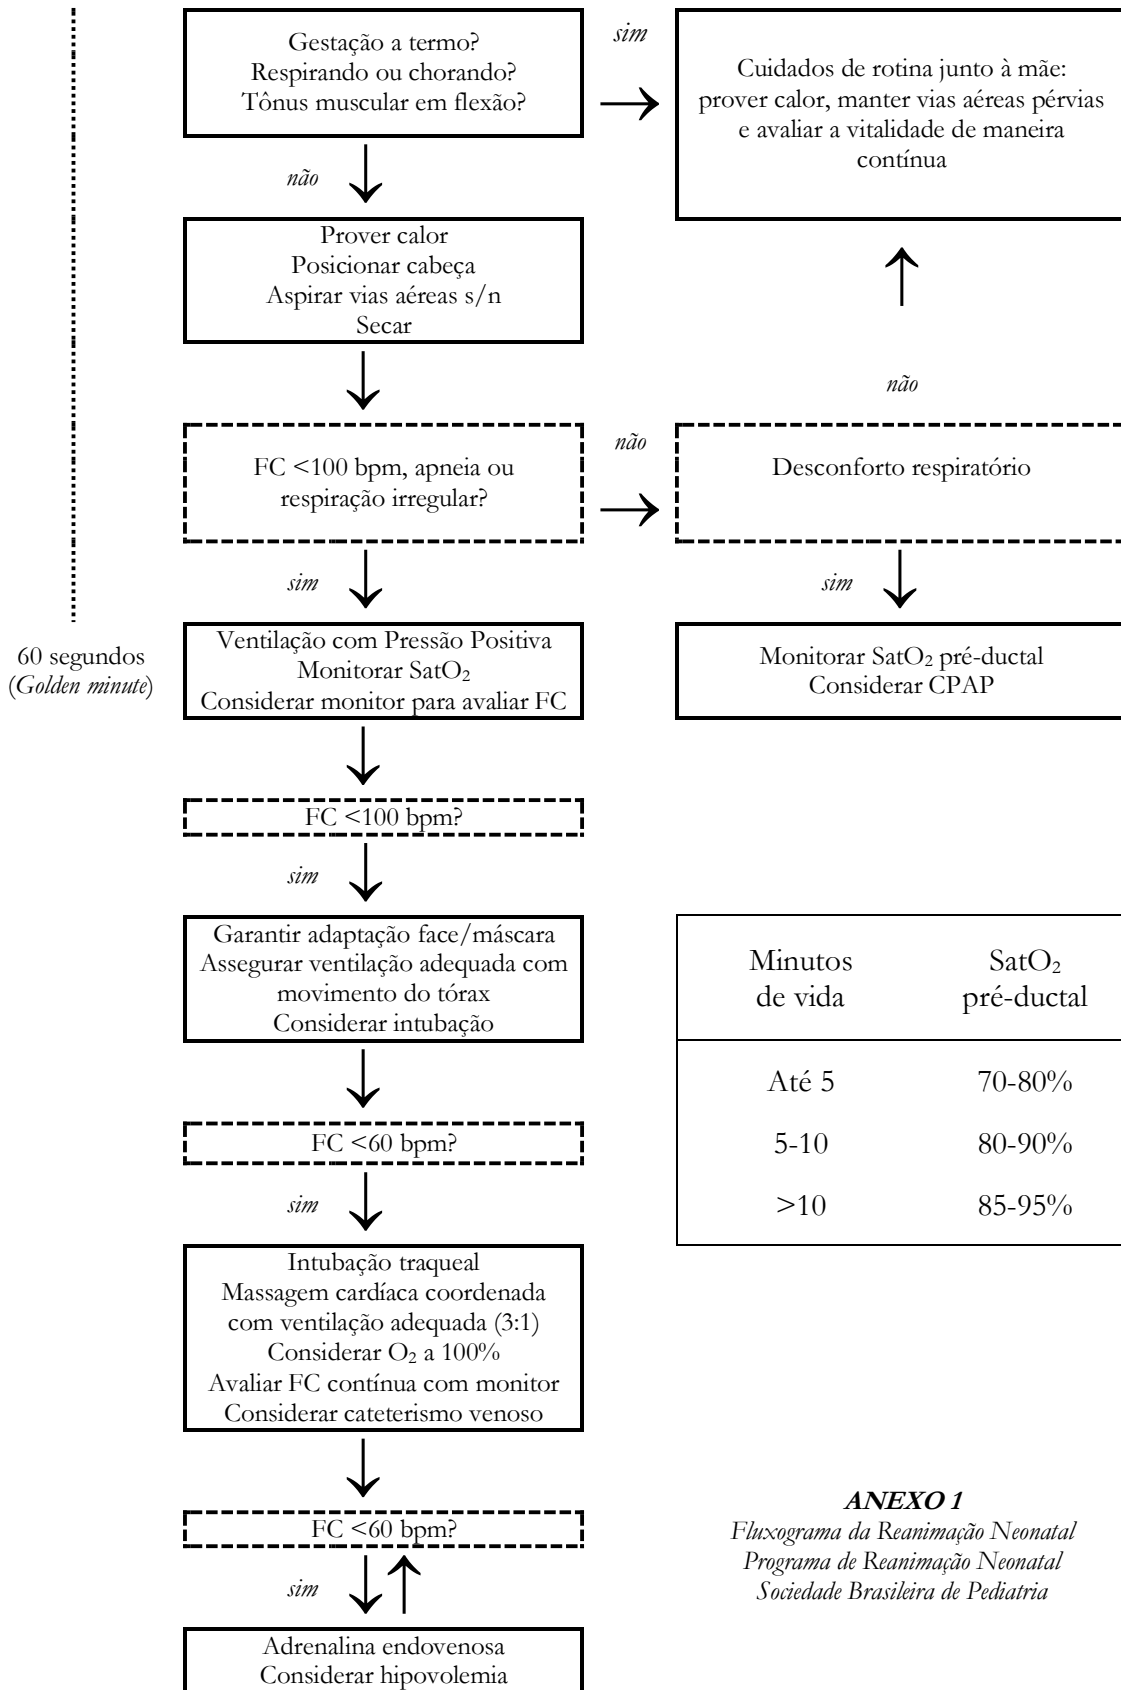 Gestação a termo?
Respirando ou chorando?
Tônus muscular em flexão?
sim
Cuidados de rotina junto à mãe:
prover calor, manter vias aéreas pérvias
e avaliar a vitalidade de maneira
contínua
não
Prover calor
Posicionar cabeça
Aspirar vias aéreas s/n
Secar
não
FC <100 bpm, apneia ou
respiração irregular?
não
Desconforto respiratório
sim
sim
60 segundos
(Golden minute)
Ventilação com Pressão Positiva
Monitorar SatO₂
Considerar monitor para avaliar FC
Monitorar SatO₂ pré-ductal
Considerar CPAP
FC <100 bpm?
sim
Garantir adaptação face/máscara
Assegurar ventilação adequada com
movimento do tórax
Considerar intubação
FC <60 bpm?
sim
Intubação traqueal
Massagem cardíaca coordenada
com ventilação adequada (3:1)
Considerar O₂ a 100%
Avaliar FC contínua com monitor
Considerar cateterismo venoso
FC <60 bpm?
sim
Adrenalina endovenosa
Considerar hipovolemia
Minutos de vida SatO₂ pré-ductal
Até 5 70-80%
5-10 80-90%
>10 85-95%
ANEXO 1
Fluxograma da Reanimação Neonatal
Programa de Reanimação Neonatal
Sociedade Brasileira de Pediatria